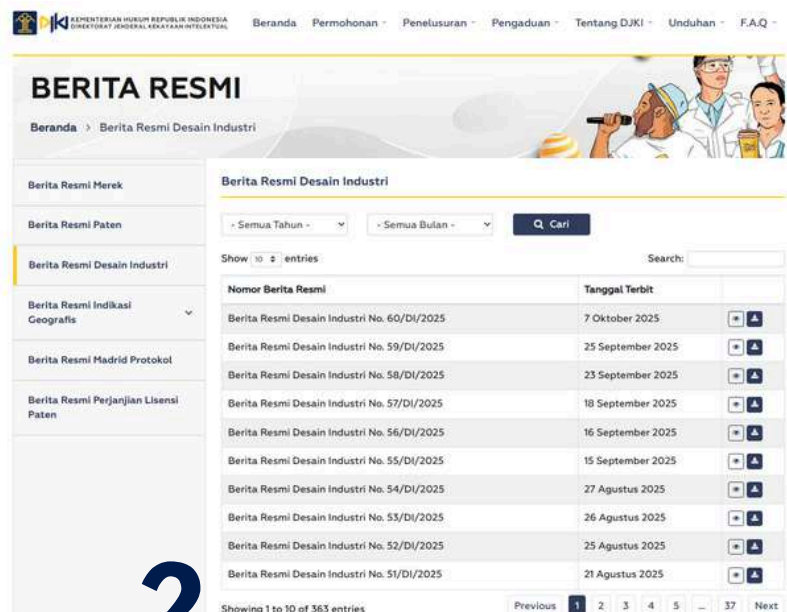 KEMENTERIAN HUKUM REPUBLIK INDONESIA
DIREKTORAT JENDERAL KEKAYAAN INTELEKTUAL
Beranda Permohonan Penelusuran Pengaduan Tentang DJKI Unduhan F.A.Q
BERITA RESMI
Beranda > Berita Resmi Desain Industri
Berita Resmi Merek
Berita Resmi Paten
Berita Resmi Desain Industri
Berita Resmi Indikasi
Geografis
Berita Resmi Madrid Protokol
Berita Resmi Perjanjian Lisensi
Paten
Berita Resmi Desain Industri
- Semua Tahun - - Semua Bulan - Cari
Show 10 entries Search:
Nomor Berita Resmi Tanggal Terbit
Berita Resmi Desain Industri No. 60/DI/2025 7 Oktober 2025
Berita Resmi Desain Industri No. 59/DI/2025 25 September 2025
Berita Resmi Desain Industri No. 58/DI/2025 23 September 2025
Berita Resmi Desain Industri No. 57/DI/2025 18 September 2025
Berita Resmi Desain Industri No. 56/DI/2025 16 September 2025
Berita Resmi Desain Industri No. 55/DI/2025 15 September 2025
Berita Resmi Desain Industri No. 54/DI/2025 27 Agustus 2025
Berita Resmi Desain Industri No. 53/DI/2025 26 Agustus 2025
Berita Resmi Desain Industri No. 52/DI/2025 25 Agustus 2025
Berita Resmi Desain Industri No. 51/DI/2025 21 Agustus 2025
Showing 1 to 10 of 363 entries Previous 1 2 3 4 5 ... 37 Next
2